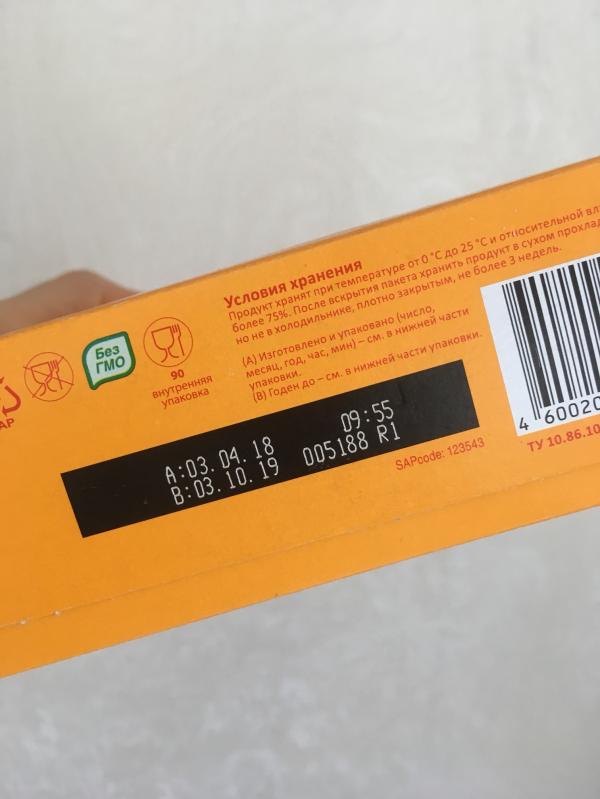 Условия хранения
Продукт хранят при температуре от 0 °C до 25 °C и относительной
более 75%. После вскрытия пакета хранить продукт в сухом
но не в холодильнике, плотно закрытым, не более 3 недель.
(А) Изготовлено и упаковано (число,
месяц, год, час, мин) – см. в нижней части
упаковки.
(В) Годен до – см. в нижней части упаковки.
Без
ГМО
90
внутренняя
упаковка
АР
A:03.04.18 09:55
B:03.10.19 005188 R1
SAPcode: 123543
4 60020
ТУ 10.86.10